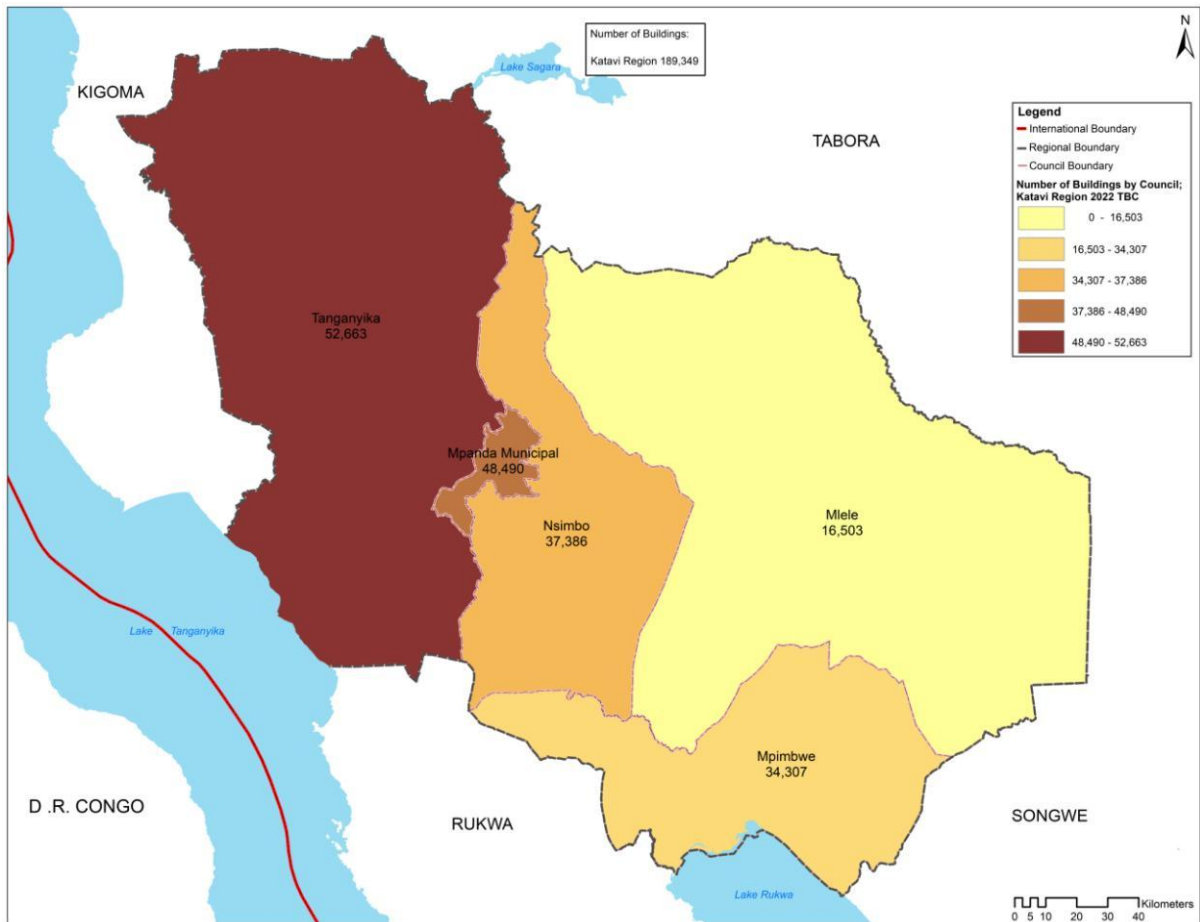 Number of Buildings:
Katavi Region 189,349
N
Lake Sagara
KIGOMA
TABORA
Legend
International Boundary
Regional Boundary
Council Boundary
Number of Buildings by Council;
Katavi Region 2022 TBC
0 - 16,503
16,503 - 34,307
34,307 - 37,386
37,386 - 48,490
48,490 - 52,663
Tanganyika
52,663
Mpanda Municipal
48,490
Nsimbo
37,386
Mlele
16,503
Lake Tanganyika
Mpimbwe
34,307
D .R. CONGO
RUKWA
SONGWE
Lake Rukwa
Kilometers
0 5 10 20 30 40